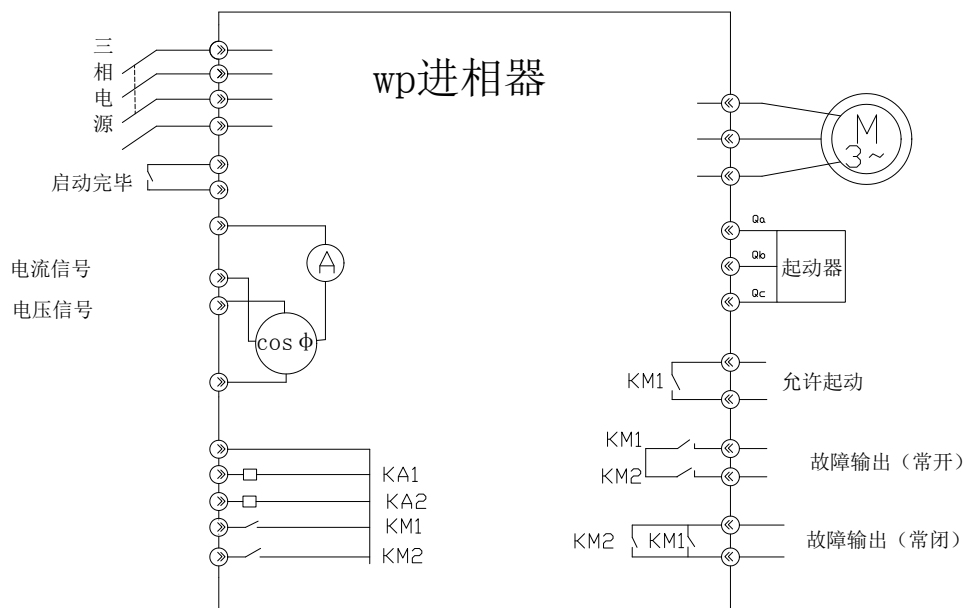 wp进相器
三
相
电
源
启动完毕
电流信号
电压信号
A
cosΦ
KA1
KA2
KM1
KM2
M
3~
Qa
Qb
Qc
起动器
KM1
允许起动
KM1
KM2
故障输出（常开）
KM2 KM1
故障输出（常闭）